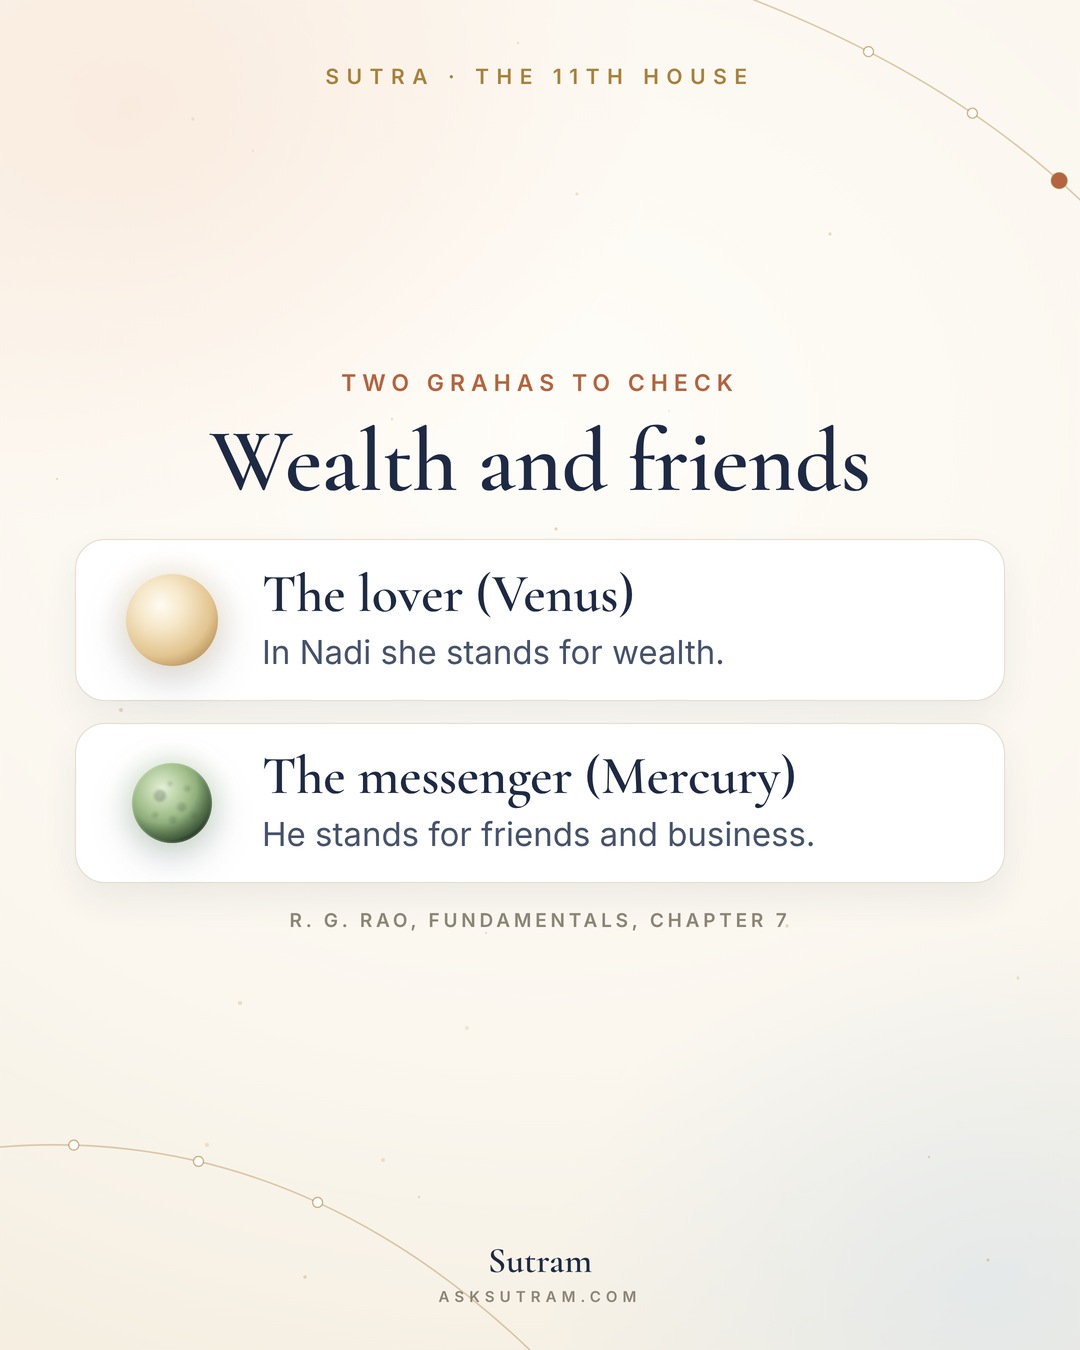 SUTRA · THE 11TH HOUSE
TWO GRAHAS TO CHECK
Wealth and friends
The lover (Venus)
In Nadi she stands for wealth.
The messenger (Mercury)
He stands for friends and business.
R. G. RAO, FUNDAMENTALS, CHAPTER 7
Sutram
ASKSUTRAM.COM